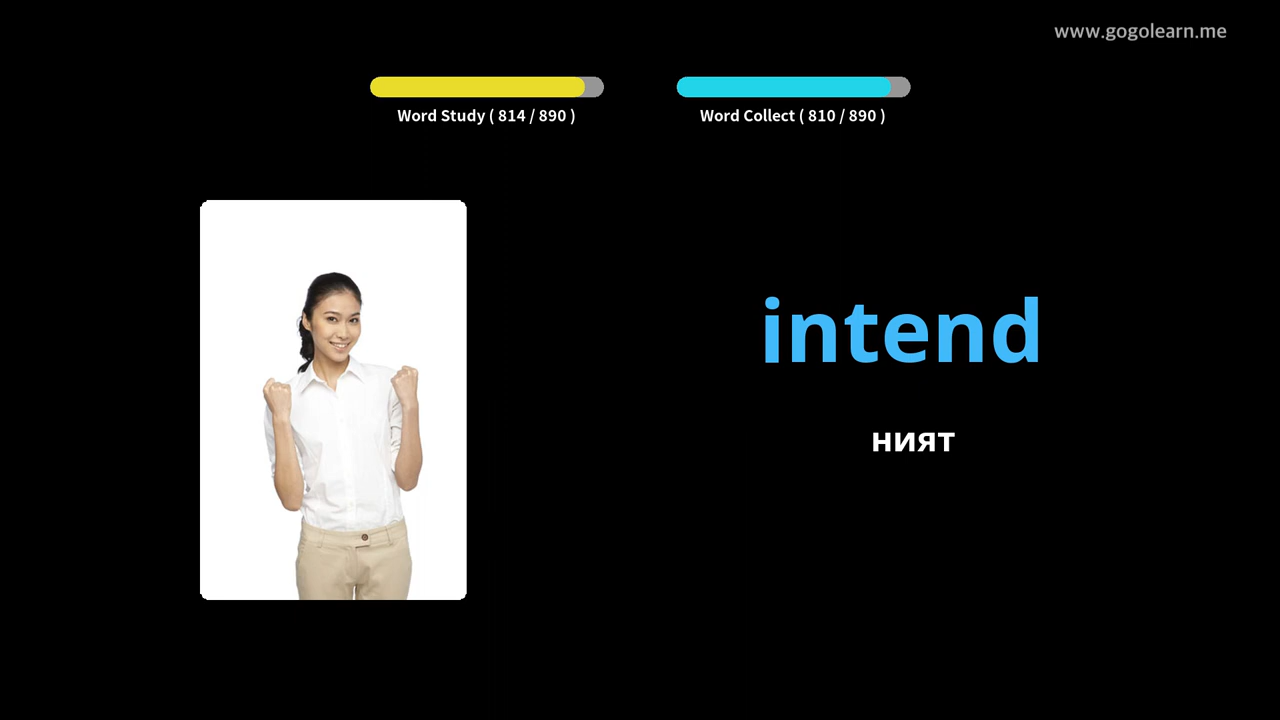 www.gogolearn.me
Word Study ( 814 / 890 )
Word Collect ( 810 / 890 )
intend
ният